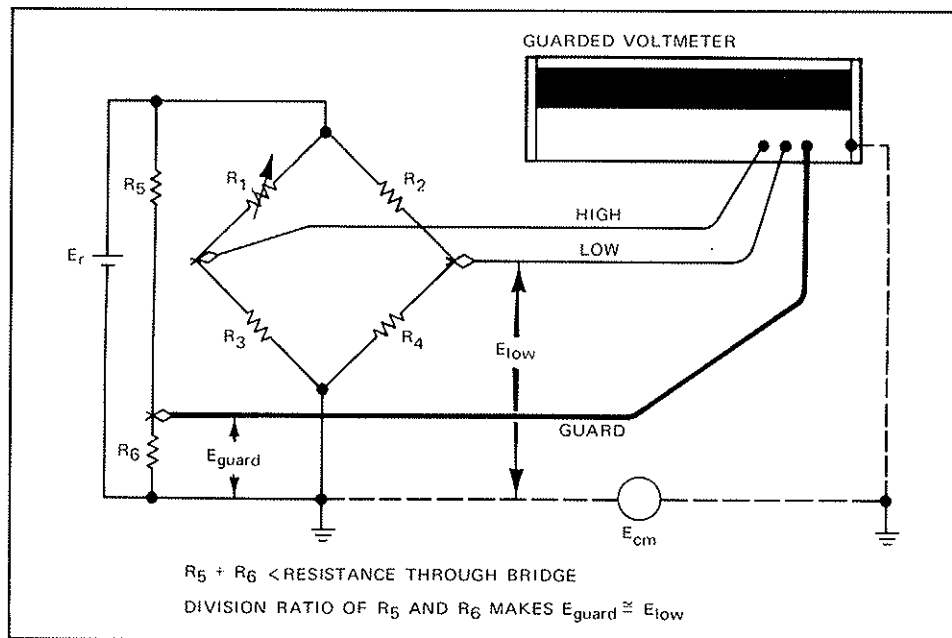 GUARDED VOLTMETER
R5
R1
R2
HIGH
Er
LOW
R3
R4
Elow
GUARD
R6
Eguard
Ecm
R5 + R6 < RESISTANCE THROUGH BRIDGE
DIVISION RATIO OF R5 AND R6 MAKES Eguard ≅ Elow